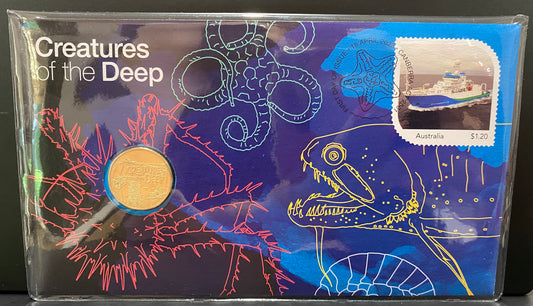 Creatures
of the Deep
Australia
$1.20